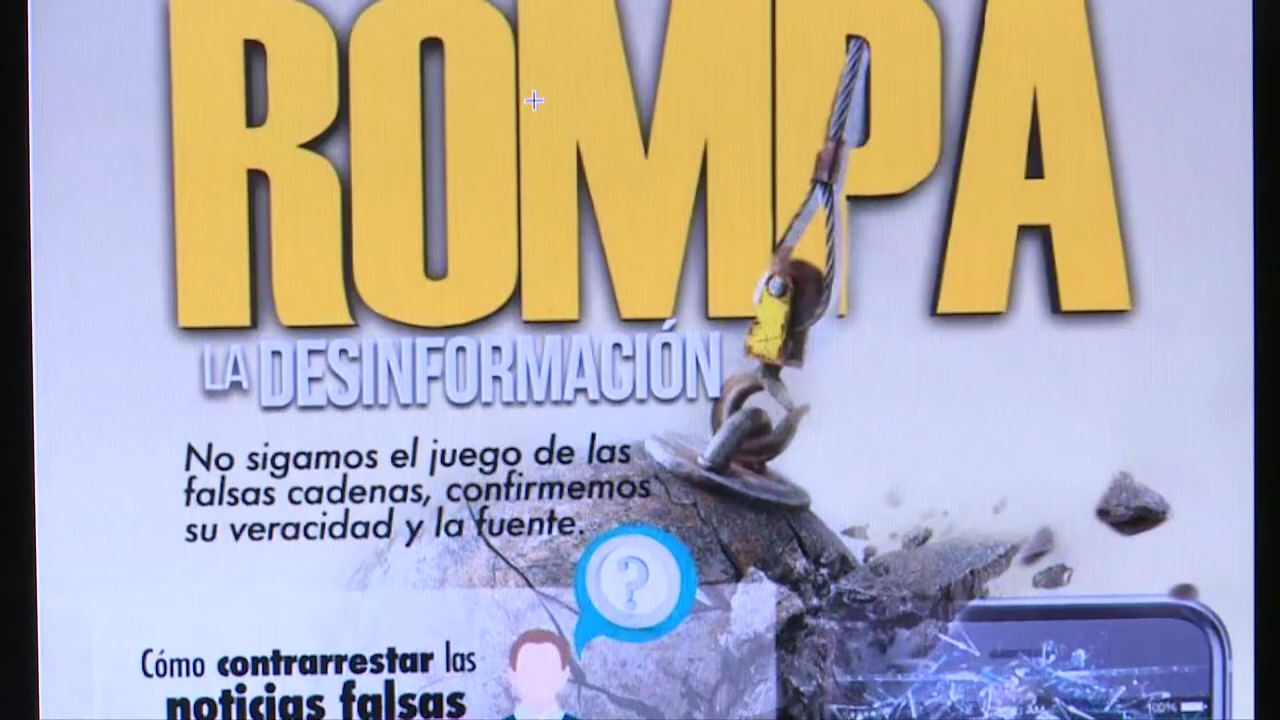 ROMPA
LA DESINFORMACIÓN
No sigamos el juego de las
falsas cadenas, confirmemos
su veracidad y la fuente.
?
Cómo contrarrestar las
noticias falsas
100%